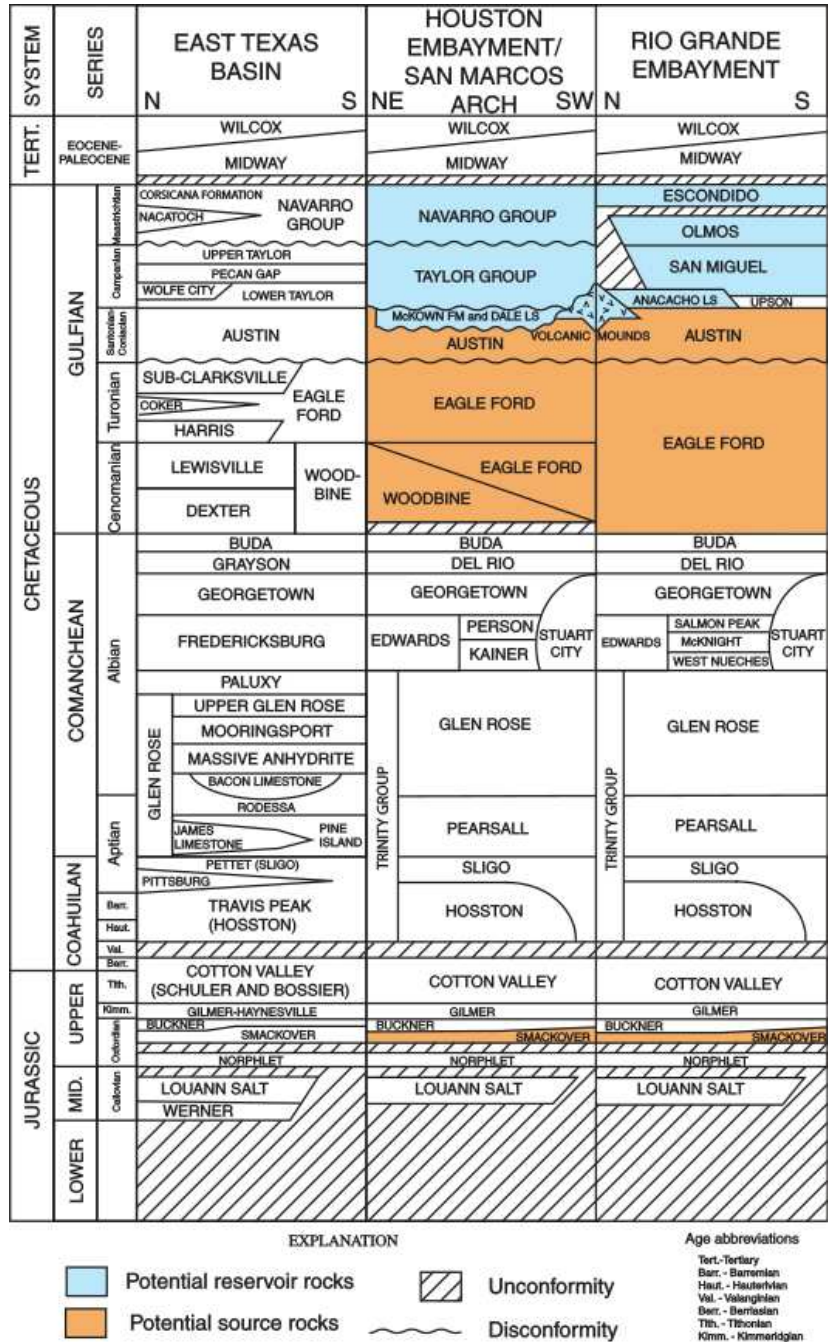 SYSTEM
SERIES
EAST TEXAS
BASIN
N S
HOUSTON
EMBAYMENT/
SAN MARCOS
ARCH
NE SW
RIO GRANDE
EMBAYMENT
N S
TERT.
EOCENE-
PALEOCENE
WILCOX
MIDWAY
WILCOX
MIDWAY
WILCOX
MIDWAY
CRETACEOUS
GULFIAN
Maastrichtian
CORSICANA FORMATION
NACATOCH
NAVARRO
GROUP
NAVARRO GROUP
ESCONDIDO
OLMOS
Campanian
UPPER TAYLOR
PECAN GAP
WOLFE CITY
LOWER TAYLOR
TAYLOR GROUP
SAN MIGUEL
ANACACHO LS
UPSON
Santonian-
Coniacian
AUSTIN
McKOWN FM and DALE LS
AUSTIN
VOLCANIC MOUNDS
AUSTIN
Turonian
SUB-CLARKSVILLE
COKER
HARRIS
EAGLE
FORD
EAGLE FORD
EAGLE FORD
Cenomanian
LEWISVILLE
DEXTER
WOOD-
BINE
EAGLE FORD
WOODBINE
COMANCHEAN
Albian
BUDA
GRAYSON
GEORGETOWN
FREDERICKSBURG
PALUXY
GLEN ROSE
UPPER GLEN ROSE
MOORINGSPORT
MASSIVE ANHYDRITE
BACON LIMESTONE
RODESSA
BUDA
DEL RIO
GEORGETOWN
EDWARDS
PERSON
KAINER
STUART
CITY
TRINITY GROUP
GLEN ROSE
BUDA
DEL RIO
GEORGETOWN
EDWARDS
SALMON PEAK
McKNIGHT
WEST NUECHES
STUART
CITY
TRINITY GROUP
GLEN ROSE
Aptian
JAMES
LIMESTONE
PINE
ISLAND
PEARSALL
PEARSALL
COAHUILAN
PETTET (SLIGO)
PITTSBURG
SLIGO
SLIGO
Barr.
Haut.
Val.
Berr.
TRAVIS PEAK
(HOSSTON)
HOSSTON
HOSSTON
JURASSIC
UPPER
Tith.
COTTON VALLEY
(SCHULER AND BOSSIER)
COTTON VALLEY
COTTON VALLEY
Kimm.
GILMER-HAYNESVILLE
GILMER
GILMER
Oxfordian
BUCKNER
SMACKOVER
BUCKNER
SMACKOVER
BUCKNER
SMACKOVER
NORPHLET
NORPHLET
NORPHLET
MID.
Callovian
LOUANN SALT
WERNER
LOUANN SALT
LOUANN SALT
LOWER
EXPLANATION
Potential reservoir rocks
Potential source rocks
Unconformity
Disconformity
Age abbreviations
Tert.-Tertiary
Barr. - Barremian
Haut. - Hauterivian
Val. - Valanginian
Berr. - Berriasian
Tith. - Tithonian
Kimm. - Kimmeridgian